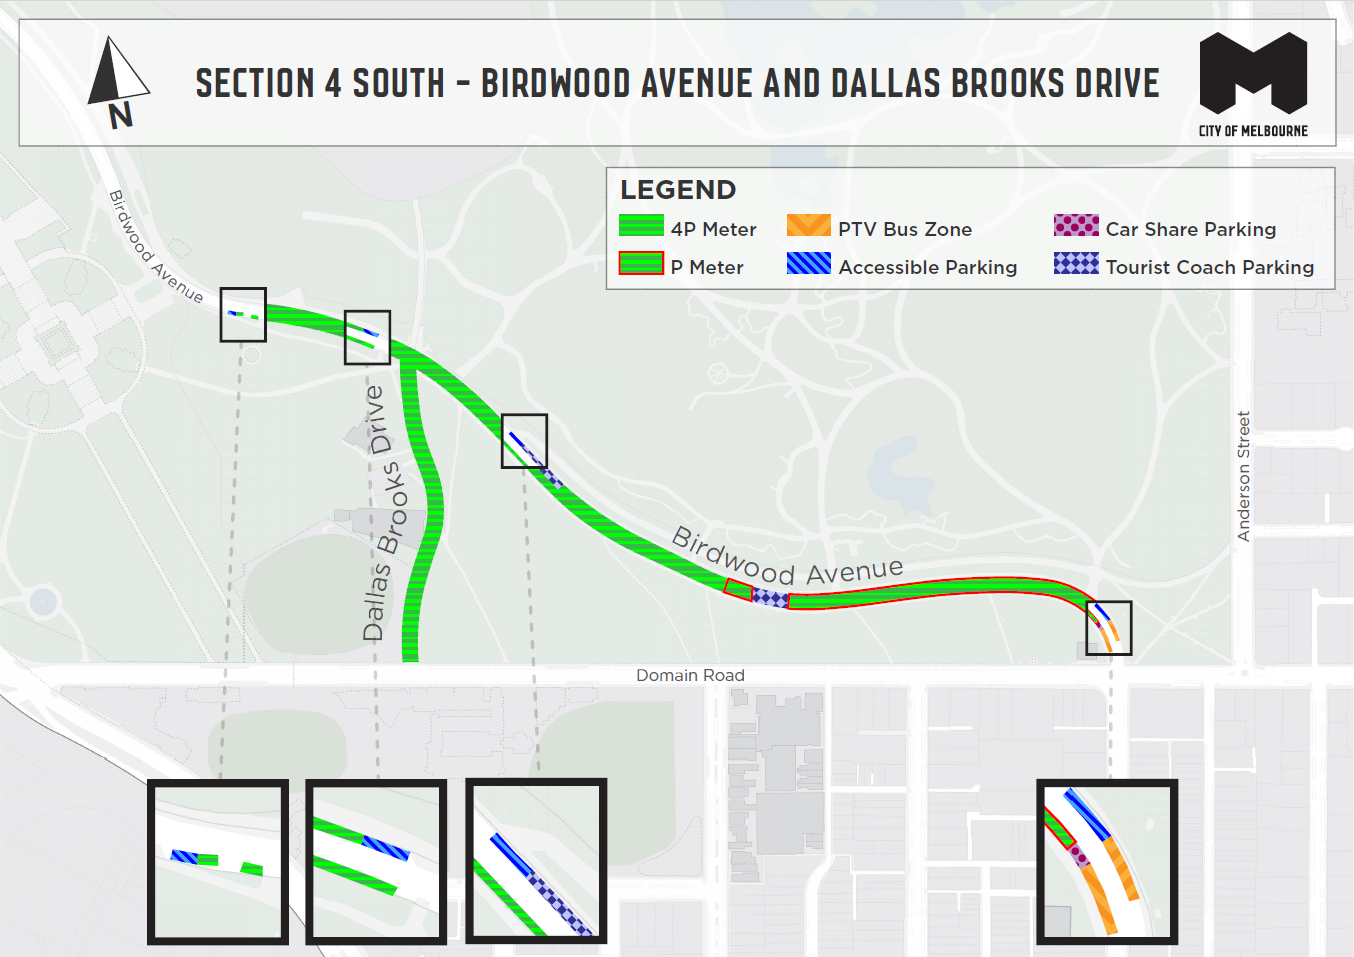 SECTION 4 SOUTH - BIRDWOOD AVENUE AND DALLAS BROOKS DRIVE
N
CITY OF MELBOURNE
LEGEND
4P Meter
PTV Bus Zone
Car Share Parking
P Meter
Accessible Parking
Tourist Coach Parking
Birdwood Avenue
Dallas Brooks Drive
Birdwood Avenue
Anderson Street
Domain Road